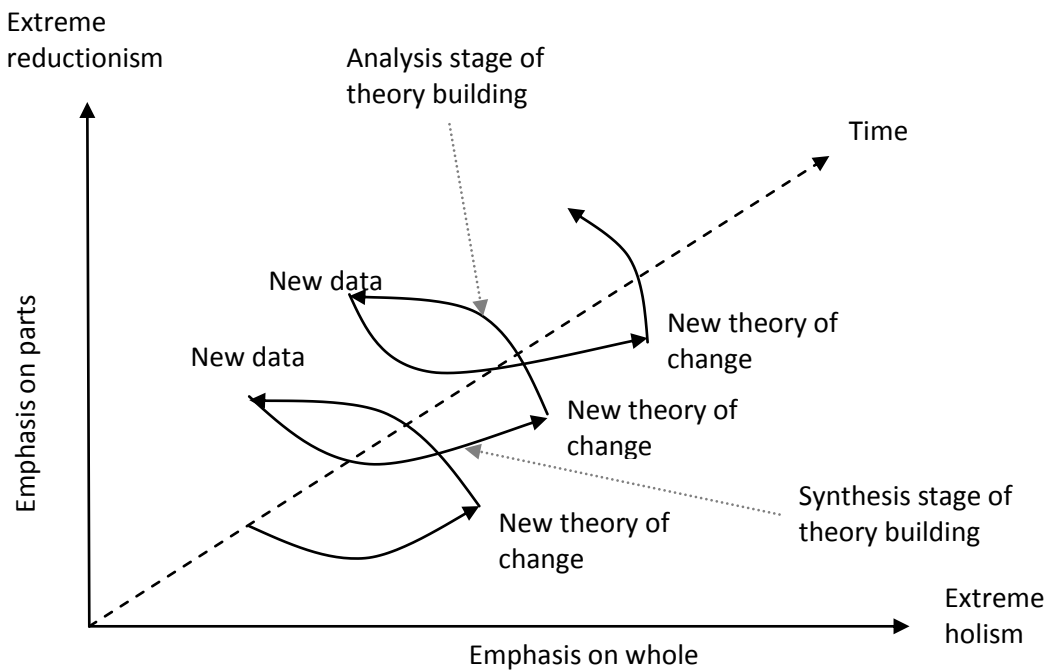 Extreme
reductionism
Analysis stage of
theory building
Time
New data
New theory of
change
New data
New theory of
change
Emphasis on parts
Synthesis stage of
theory building
New theory of
change
Extreme
holism
Emphasis on whole